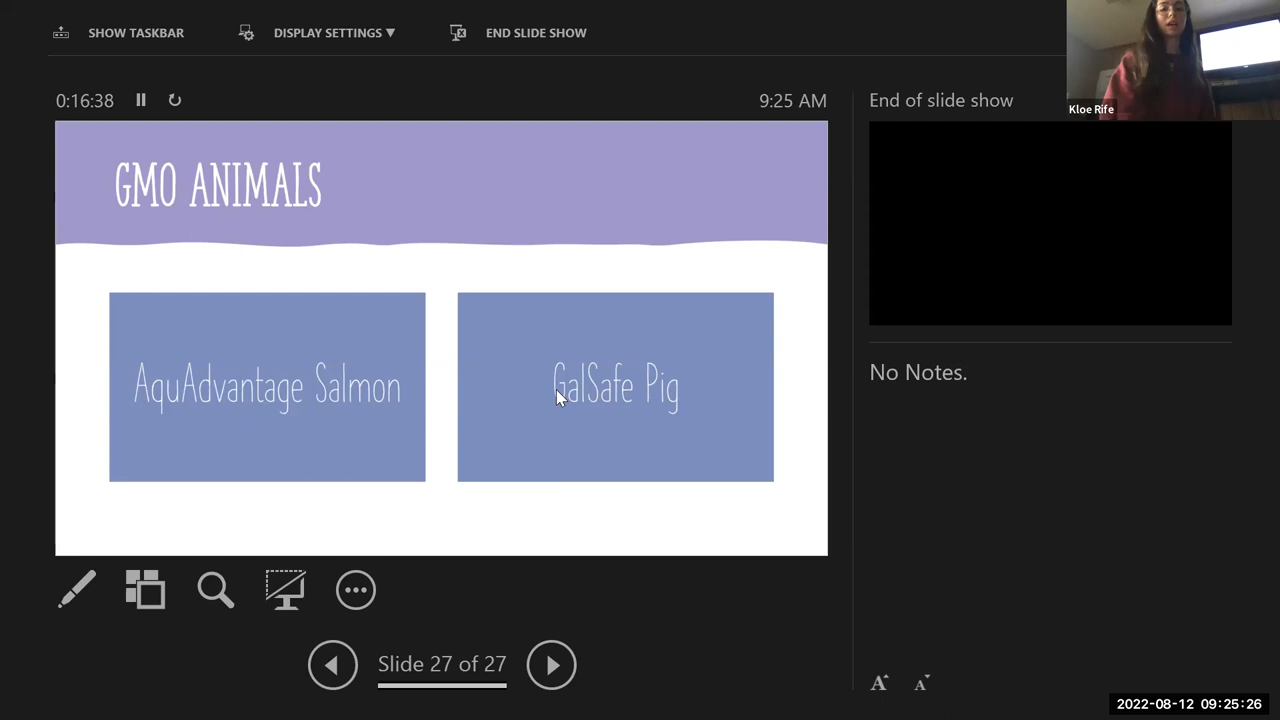 SHOW TASKBAR
DISPLAY SETTINGS ▼
END SLIDE SHOW
Kloe Rife
0:16:38
9:25 AM
End of slide show
GMO ANIMALS
AquAdvantage Salmon
GalSafe Pig
No Notes.
Slide 27 of 27
A A
2022-08-12 09:25:26